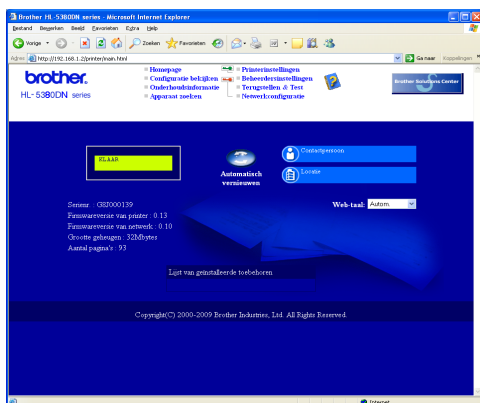 Brother HL-5380DN series - Microsoft Internet Explorer
Bestand Bewerken Beeld Favorieten Extra Help
Vorige Zoeken Favorieten
Adres http://192.168.1.2/printer/main.html Ga naar Koppelingen
brother.
HL-5380DN series
Homepage
Configuratie bekijken
Onderhoudsinformatie
Apparaat zoeken
Printerinstellingen
Beheerdersinstellingen
Terugstellen & Test
Netwerkconfiguratie
Brother Solutions Center
KLAAR
Automatisch
vernieuwen
Contactpersoon
Locatie
Serienr. : G8J000139
Firmwareversie van printer : 0.13
Firmwareversie van netwerk : 0.10
Grootte geheugen : 32Mbytes
Aantal pagina's : 93
Web-taal: Autom.
Lijst van geïnstalleerde toebehoren
Copyright(C) 2000-2009 Brother Industries, Ltd. All Rights Reserved.
Internet